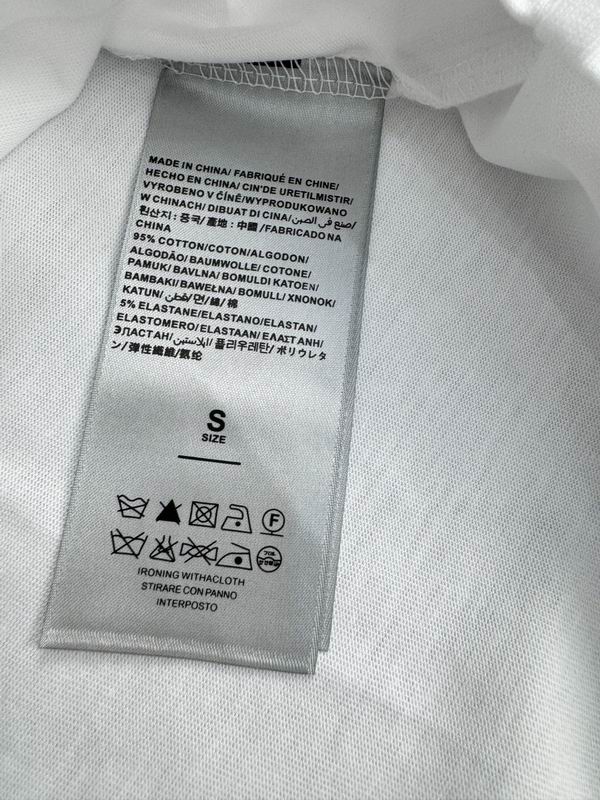 MADE IN CHINA/ FABRIQUÉ EN CHINE/
HECHO EN CHINA/ CIN'DE URETILMISTIR/
VYROBENO V ČÍNĚ/WYPRODUKOWANO
W CHINACH/ DIBUAT DI CINA/صنع في الصين/
원산지 : 중국/ 產地 : 中國 /FABRICADO NA
CHINA
95% COTTON/COTON/ALGODON/
ALGODÃO/ BAUMWOLLE/ COTONE/
PAMUK/ BAVLNA/ BOMULDI KATOEN/
BAMBAKI/ BAWEŁNA/ BOMULL/ XNONOK/
KATUN/ قطن/면/綿/ 棉
5% ELASTANE/ELASTANO/ELASTAN/
ELASTOMERO/ ELASTAAN/ ΕΛΑΣΤΑΝΗ/
ЭЛАСТАН/ايلاستين/ 폴리우레탄/ ポリウレタ
ン/ 弹性纖維/氨纶
S
SIZE
F
IRONING WITHACLOTH
STIRARE CON PANNO
INTERPOSTO